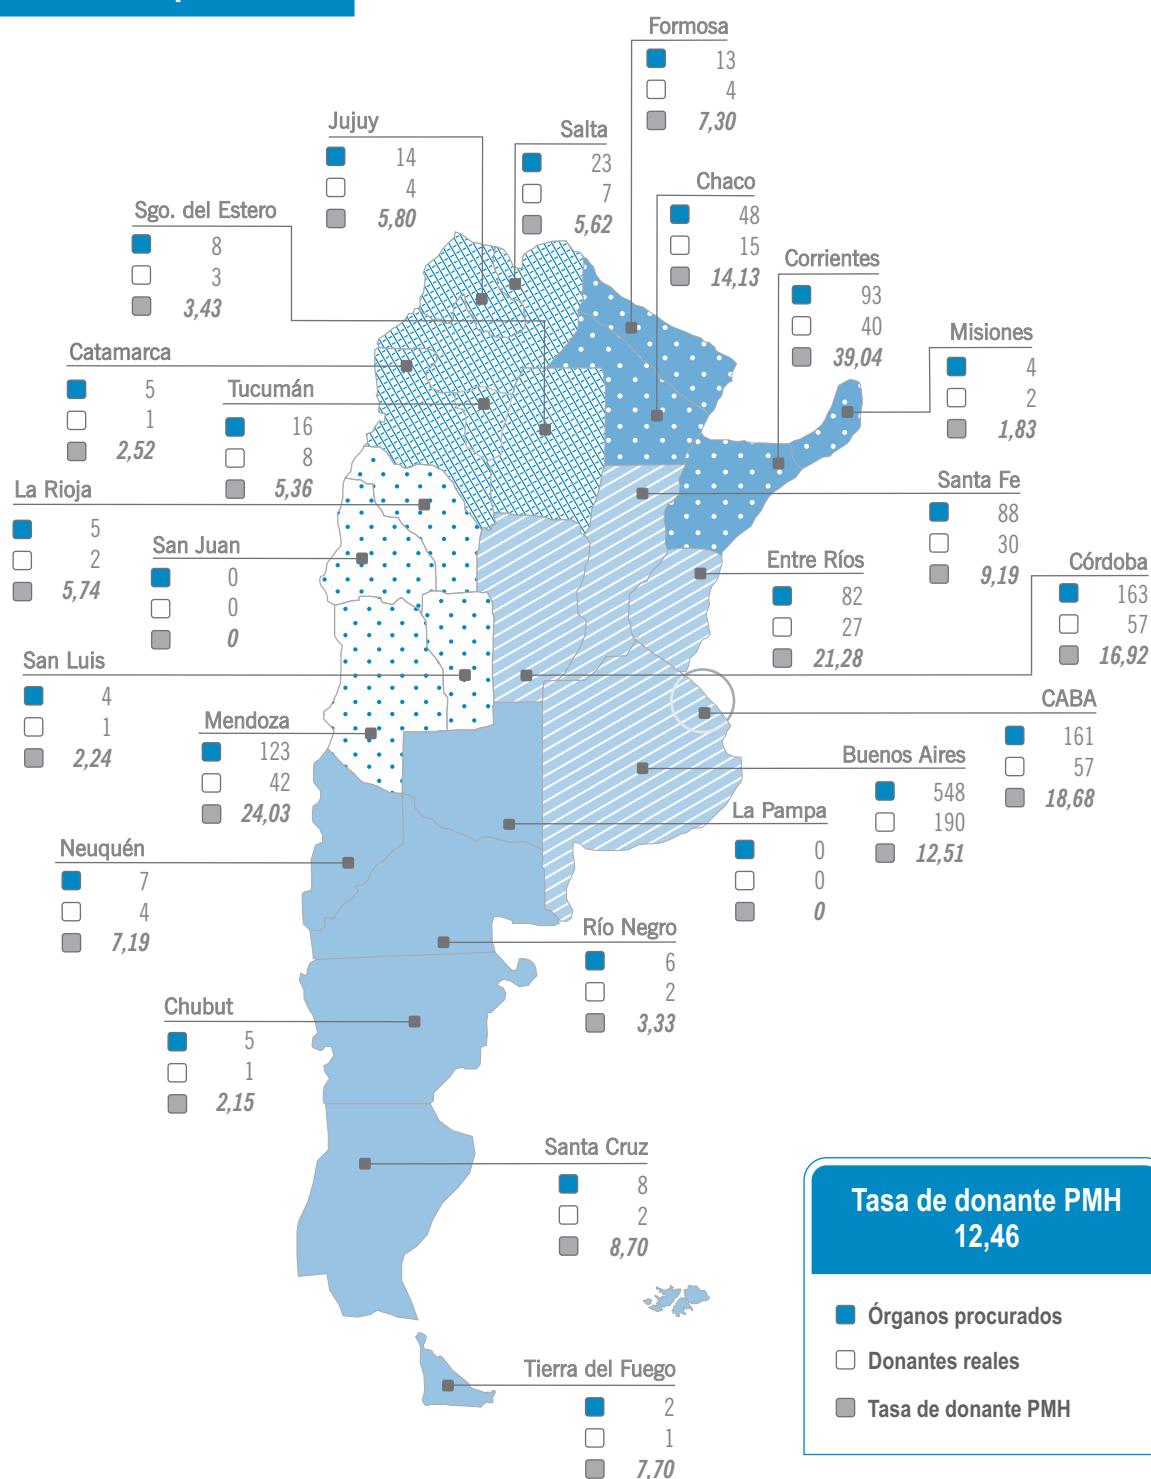 Formosa
13
4
7,30
Jujuy
14
4
5,80
Salta
23
7
5,62
Chaco
48
15
14,13
Sgo. del Estero
8
3
3,43
Corrientes
93
40
39,04
Misiones
4
2
1,83
Catamarca
5
1
2,52
Tucumán
16
8
5,36
La Rioja
5
2
5,74
San Juan
0
0
0
Santa Fe
88
30
9,19
Entre Ríos
82
27
21,28
Córdoba
163
57
16,92
San Luis
4
1
2,24
Mendoza
123
42
24,03
CABA
161
57
18,68
Buenos Aires
548
190
12,51
La Pampa
0
0
0
Neuquén
7
4
7,19
Río Negro
6
2
3,33
Chubut
5
1
2,15
Santa Cruz
8
2
8,70
Tierra del Fuego
2
1
7,70
Tasa de donante PMH
12,46
Órganos procurados
Donantes reales
Tasa de donante PMH